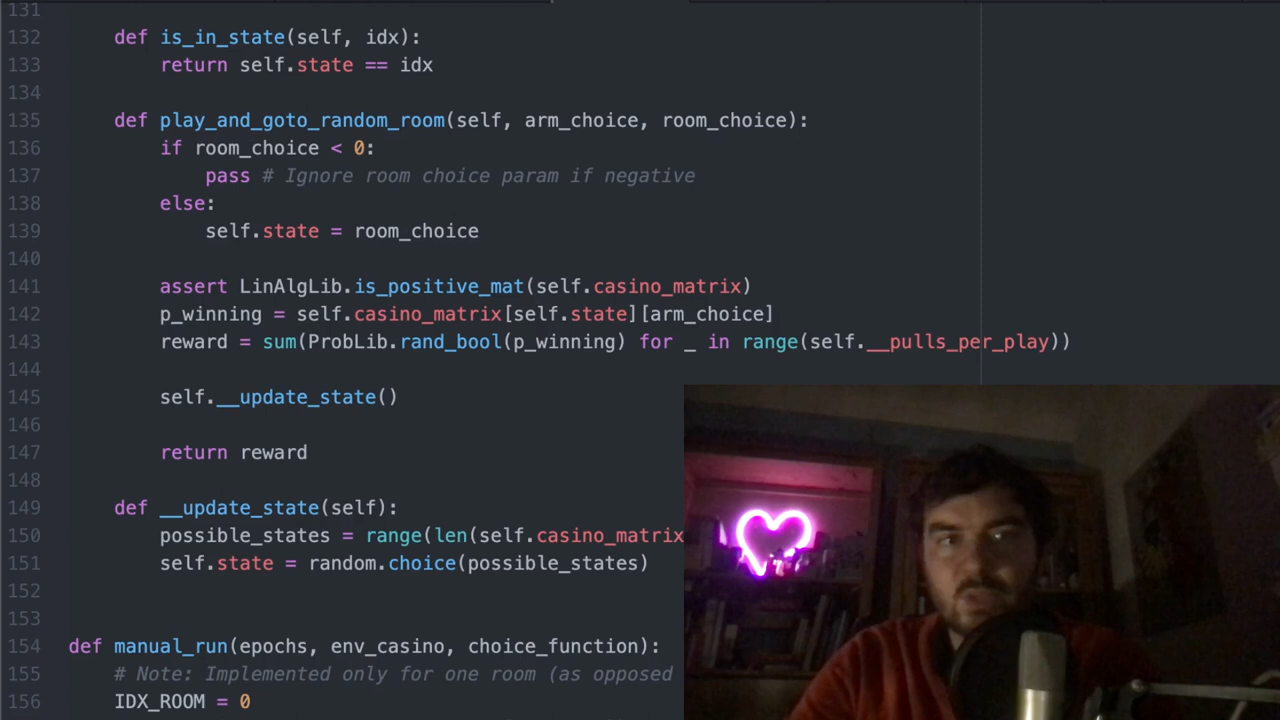 131
132 def is_in_state(self, idx):
133 return self.state == idx
134
135 def play_and_goto_random_room(self, arm_choice, room_choice):
136 if room_choice < 0:
137 pass # Ignore room choice param if negative
138 else:
139 self.state = room_choice
140
141 assert LinAlgLib.is_positive_mat(self.casino_matrix)
142 p_winning = self.casino_matrix[self.state][arm_choice]
143 reward = sum(ProbLib.rand_bool(p_winning) for _ in range(self.__pulls_per_play))
144
145 self.__update_state()
146
147 return reward
148
149 def __update_state(self):
150 possible_states = range(len(self.casino_matrix
151 self.state = random.choice(possible_states)
152
153
154 def manual_run(epochs, env_casino, choice_function):
155 # Note: Implemented only for one room (as opposed
156 IDX_ROOM = 0